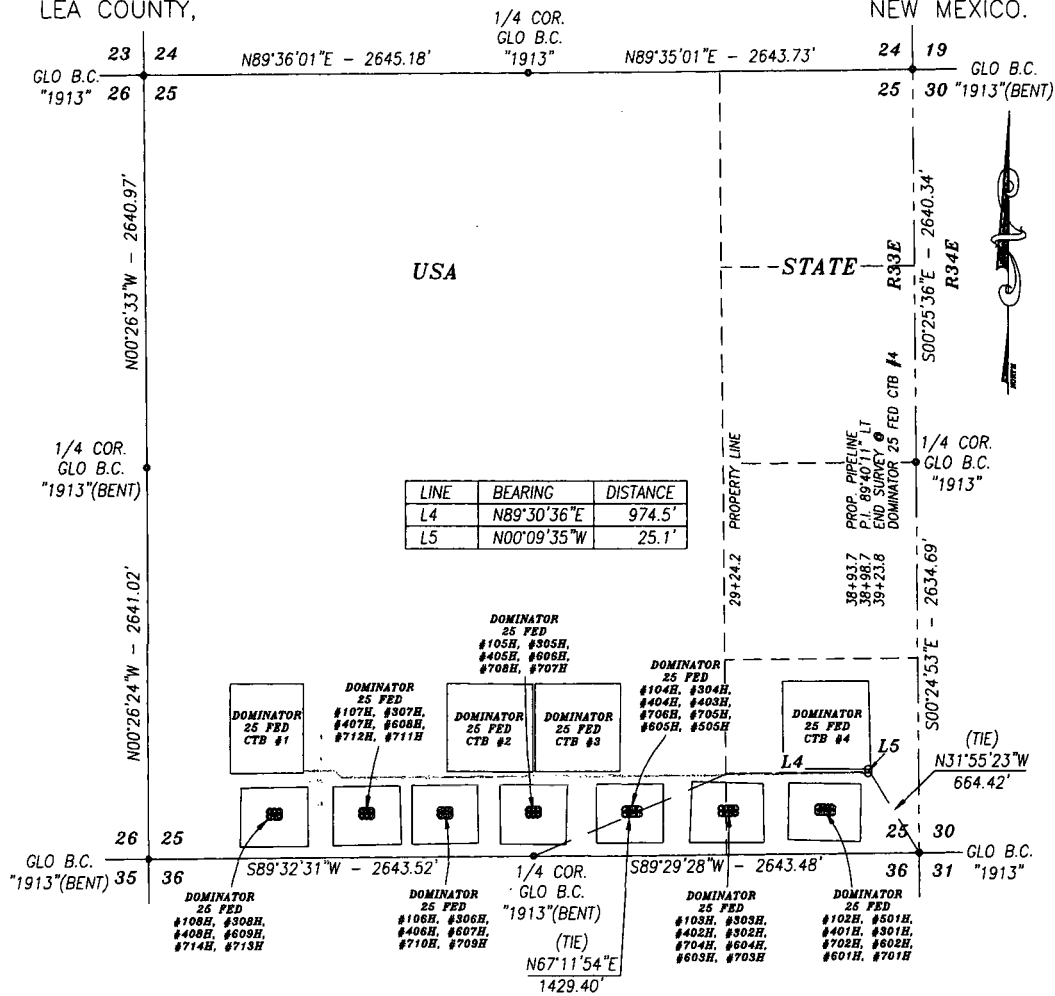 LEA COUNTY,
NEW MEXICO.
1/4 COR.
GLO B.C.
"1913"
23 24
N89°36'01"E - 2645.18'
N89°35'01"E - 2643.73'
24 19
GLO B.C.
"1913"
26 25
25 30
GLO B.C.
"1913"(BENT)
N00°26'33"W - 2640.97'
USA
STATE
R33E
R34E
S00°25'36"E - 2640.34'
NORTH
1/4 COR.
GLO B.C.
"1913"(BENT)
1/4 COR.
GLO B.C.
"1913"
LINE BEARING DISTANCE
L4 N89°30'36"E 974.5'
L5 N00°09'35"W 25.1'
29+24.2 PROPERTY LINE
38+93.7 PROP. PIPELINE
38+98.7 P.I. 89°40'11" LT
39+23.8 END SURVEY @
DOMINATOR 25 FED CTB #4
N00°26'24"W - 2641.02'
S00°24'53"E - 2634.69'
DOMINATOR
25 FED
CTB #1
DOMINATOR
25 FED
#107H, #307H,
#407H, #608H,
#712H, #711H
DOMINATOR
25 FED
#105H, #305H,
#405H, #606H,
#708H, #707H
DOMINATOR
25 FED
CTB #2
DOMINATOR
25 FED
CTB #3
DOMINATOR
25 FED
#104H, #304H,
#404H, #403H,
#706H, #705H,
#605H, #505H
DOMINATOR
25 FED
CTB #4
L4
L5
(TIE)
N31°55'23"W
664.42'
26 25
GLO B.C.
"1913"(BENT)
35 36
S89°32'31"W - 2643.52'
1/4 COR.
GLO B.C.
"1913"(BENT)
S89°29'28"W - 2643.48'
25 30
36 31
GLO B.C.
"1913"
DOMINATOR
25 FED
#108H, #308H,
#408H, #609H,
#714H, #713H
DOMINATOR
25 FED
#106H, #306H,
#406H, #607H,
#710H, #709H
(TIE)
N67°11'54"E
1429.40'
DOMINATOR
25 FED
#103H, #303H,
#402H, #302H,
#704H, #604H,
#603H, #703H
DOMINATOR
25 FED
#102H, #501H,
#401H, #301H,
#702H, #602H,
#601H, #701H